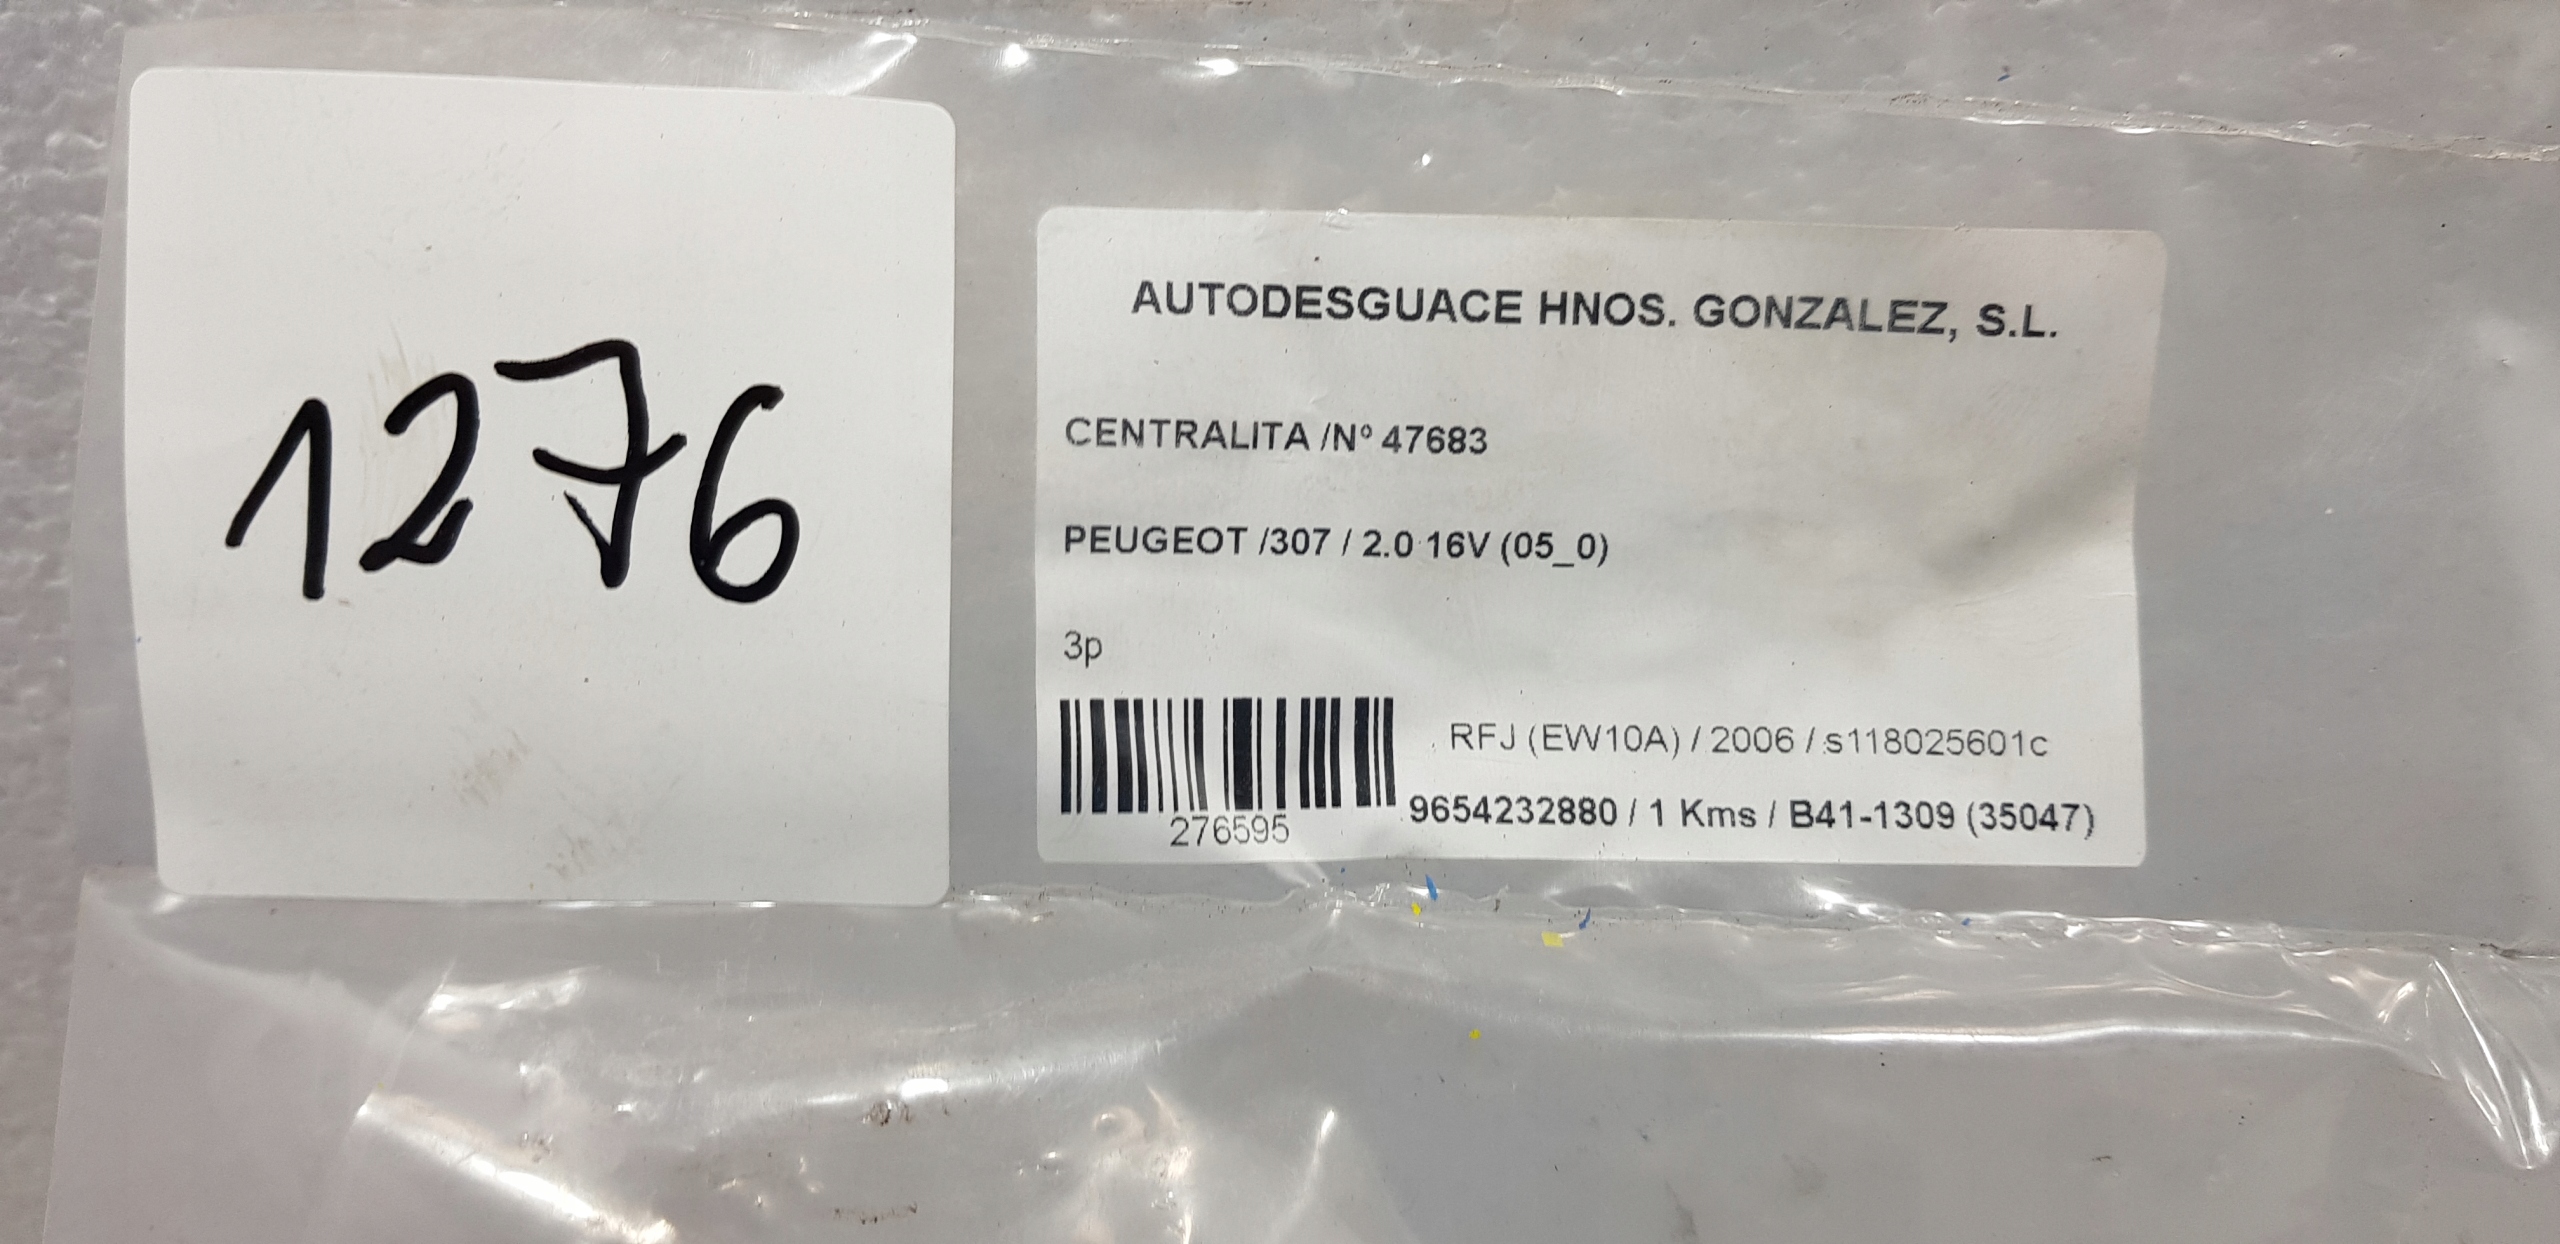 1276
AUTODESGUACE HNOS. GONZALEZ, S.L.
CENTRALITA /Nº 47683
PEUGEOT /307 / 2.0 16V (05_0)
3p
RFJ (EW10A) / 2006 / s118025601c
9654232880 / 1 Kms / B41-1309 (35047)
276595